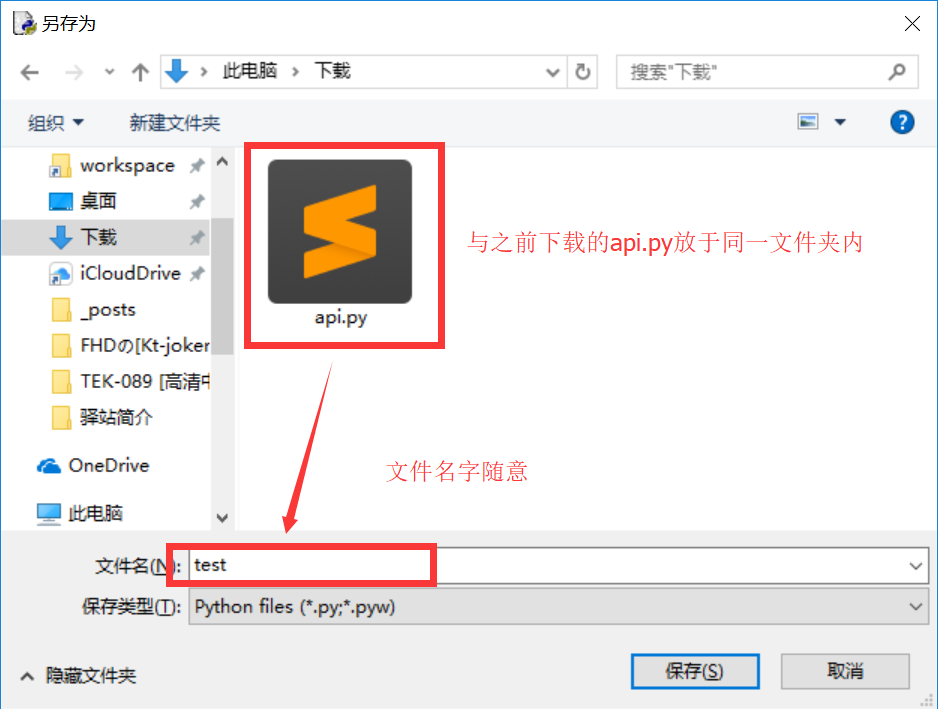 另存为
此电脑 下载
搜索"下载"
组织 新建文件夹
workspace
桌面
下载
iCloudDrive
_posts
FHDの[Kt-joker
TEK-089 [高清中
驿站简介
OneDrive
此电脑
api.py
与之前下载的api.py放于同一文件夹内
文件名字随意
文件名(N): test
保存类型(T): Python files (*.py;*.pyw)
隐藏文件夹
保存(S) 取消